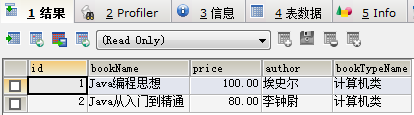 1 结果 2 Profiler 3 信息 4 表数据 5 Info
(Read Only)
id bookName price author bookTypeName
1 Java编程思想 100.00 埃史尔 计算机类
2 Java从入门到精通 80.00 李钟尉 计算机类